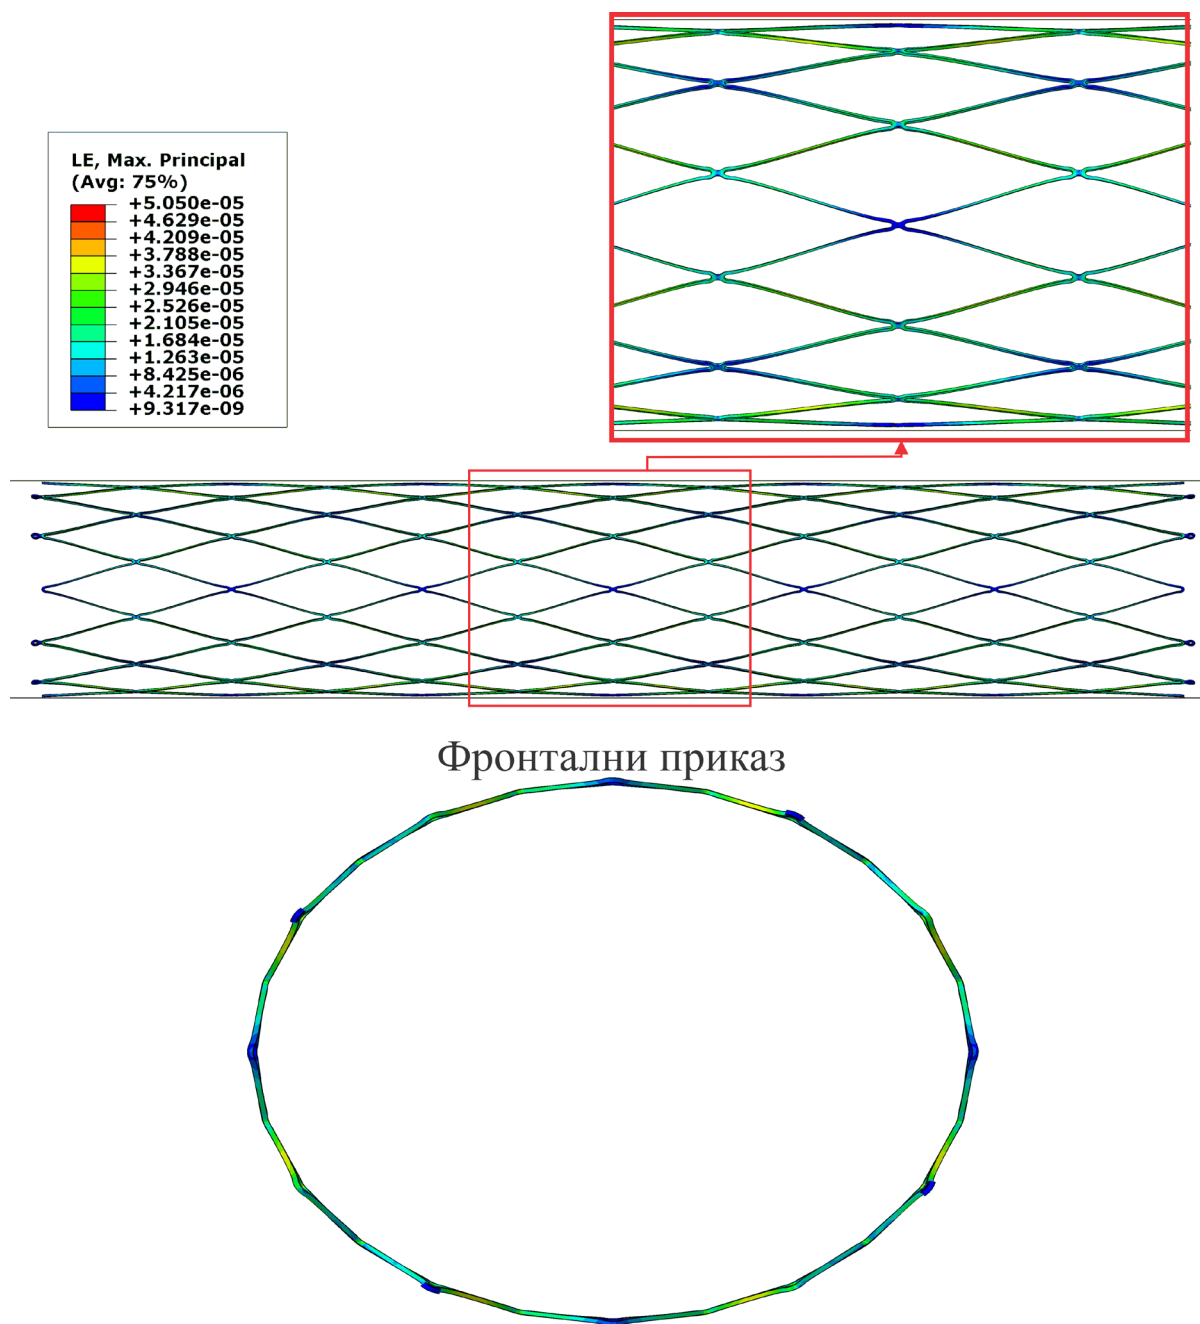 LE, Max. Principal
(Avg: 75%)
+5.050e-05
+4.629e-05
+4.209e-05
+3.788e-05
+3.367e-05
+2.946e-05
+2.526e-05
+2.105e-05
+1.684e-05
+1.263e-05
+8.425e-06
+4.217e-06
+9.317e-09
Фронтални приказ